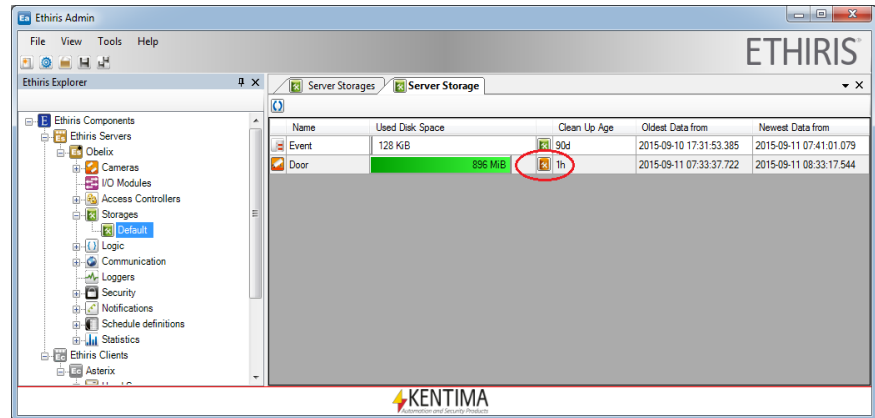 Ea Ethiris Admin
File View Tools Help
ETHIRIS
Ethiris Explorer
Server Storages Server Storage
Ethiris Components
Ethiris Servers
Obelix
Cameras
I/O Modules
Access Controllers
Storages
Default
Logic
Communication
Loggers
Security
Notifications
Schedule definitions
Statistics
Ethiris Clients
Ec Asterix
Name Used Disk Space Clean Up Age Oldest Data from Newest Data from
Event 128 KiB 90d 2015-09-10 17:31:53.385 2015-09-11 07:41:01.079
Door 896 MiB 1h 2015-09-11 07:33:37.722 2015-09-11 08:33:17.544
KENTIMA
Automation and Security Products